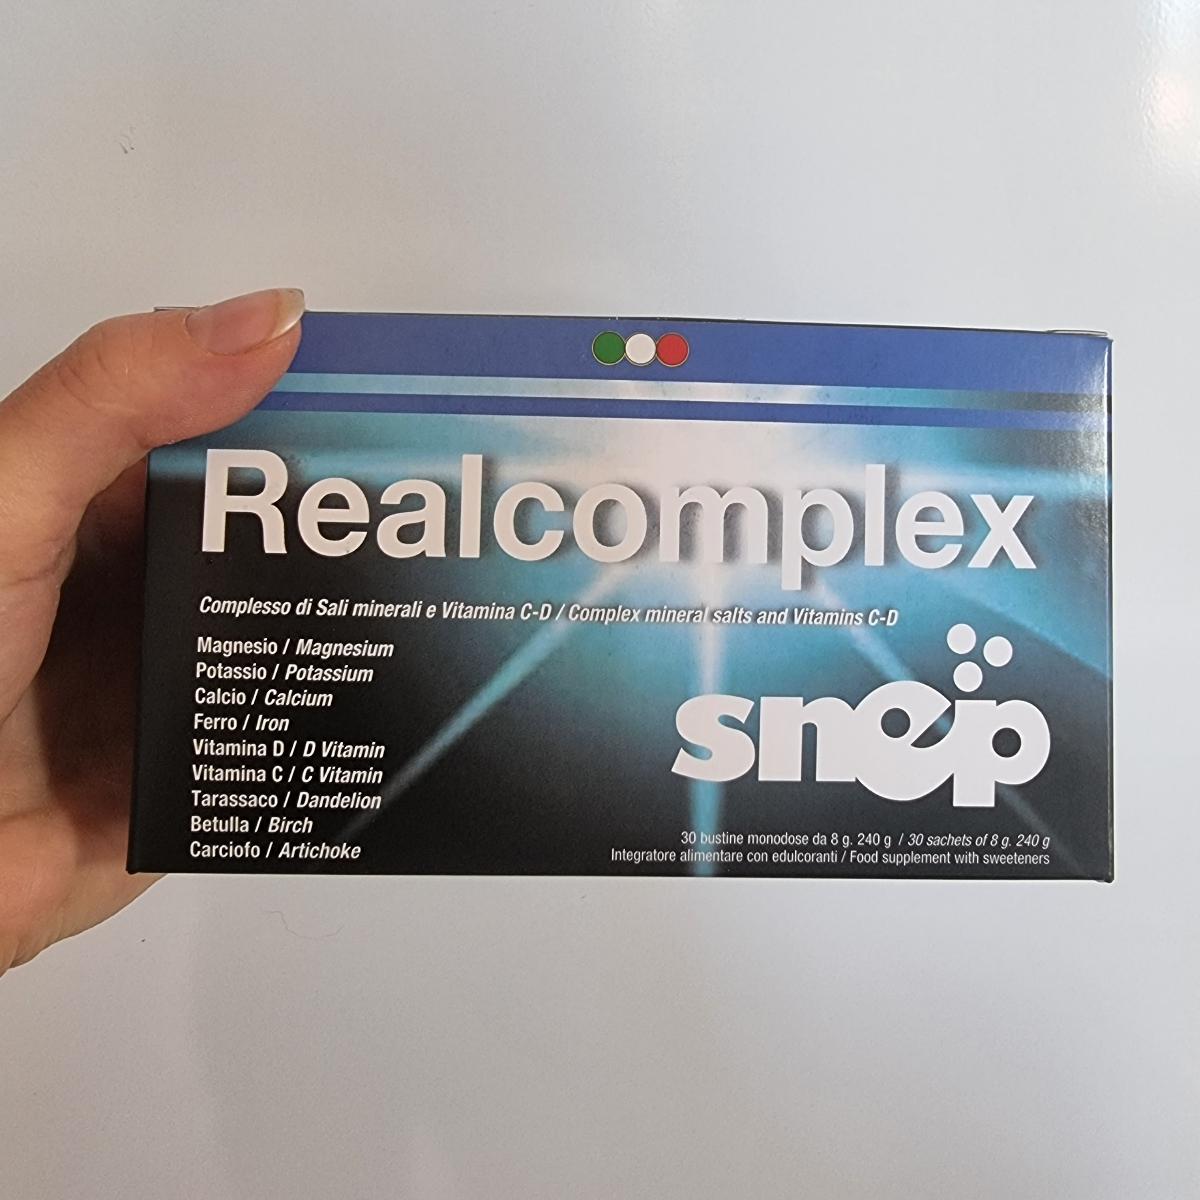 Realcomplex
Complesso di Sali minerali e Vitamina C-D / Complex mineral salts and Vitamins C-D
Magnesio / Magnesium
Potassio / Potassium
Calcio / Calcium
Ferro / Iron
Vitamina D / D Vitamin
Vitamina C / C Vitamin
Tarassaco / Dandelion
Betulla / Birch
Carciofo / Artichoke
snep
30 bustine monodose da 8 g. 240 g / 30 sachets of 8 g. 240 g
Integratore alimentare con edulcoranti / Food supplement with sweeteners